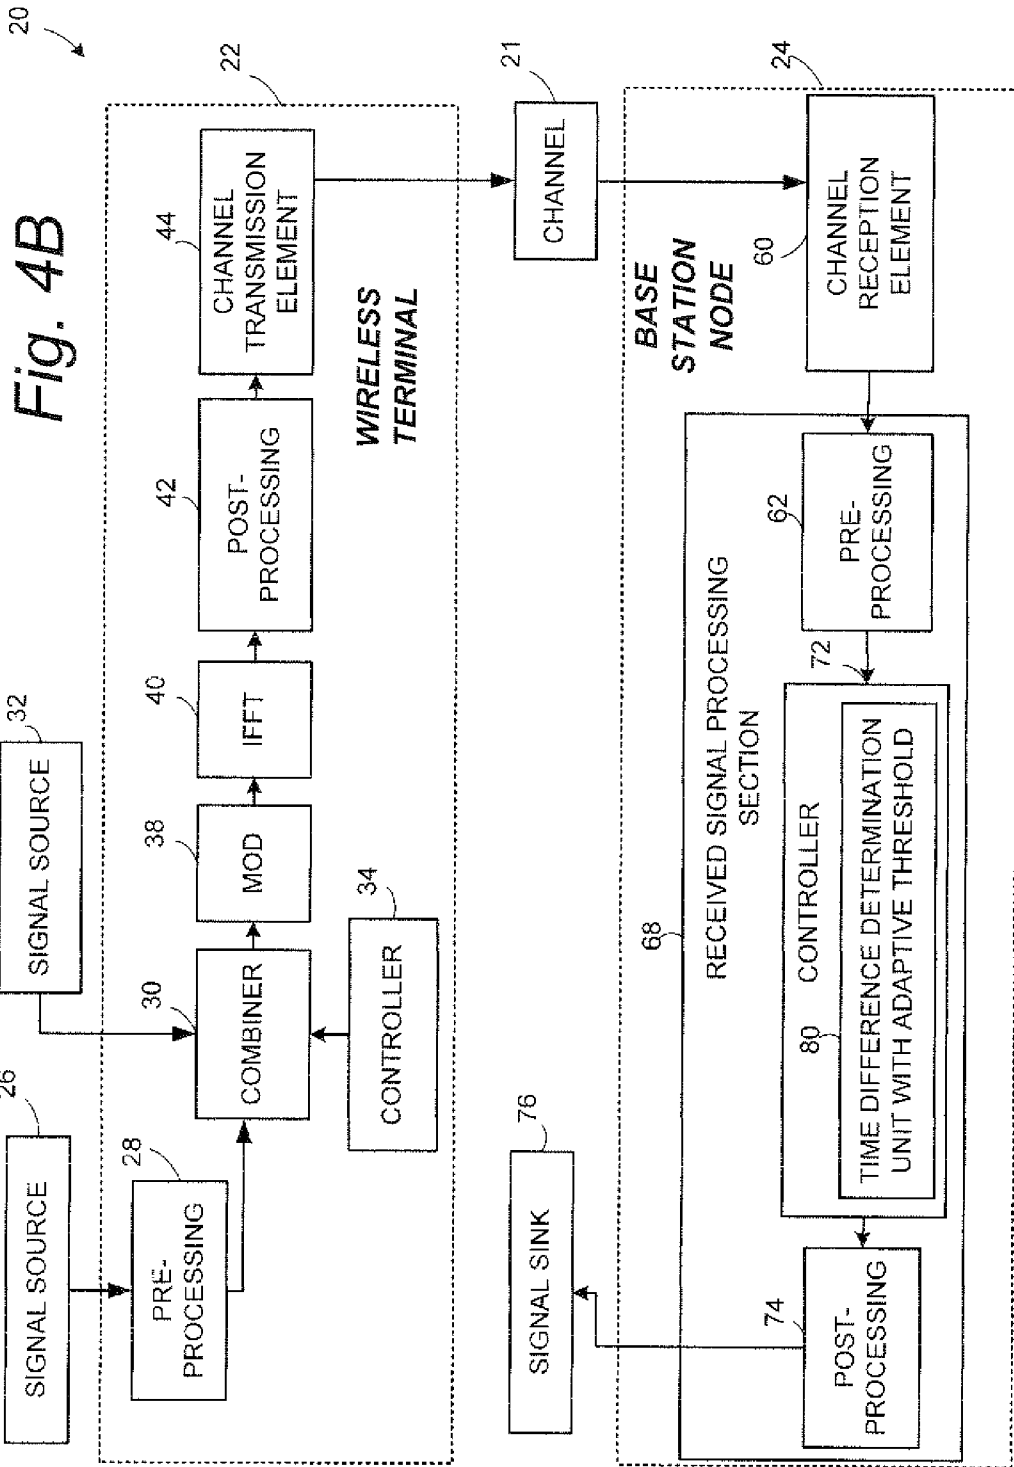 Fig. 4B
20
26
SIGNAL SOURCE
32
SIGNAL SOURCE
22
28
PRE-
PROCESSING
30
COMBINER
34
CONTROLLER
38
MOD
40
IFFT
42
POST-
PROCESSING
44
CHANNEL
TRANSMISSION
ELEMENT
WIRELESS
TERMINAL
21
CHANNEL
76
SIGNAL SINK
24
BASE
STATION
NODE
60
CHANNEL
RECEPTION
ELEMENT
68
RECEIVED SIGNAL PROCESSING
SECTION
62
PRE-
PROCESSING
72
CONTROLLER
80
TIME DIFFERENCE DETERMINATION
UNIT WITH ADAPTIVE THRESHOLD
74
POST-
PROCESSING